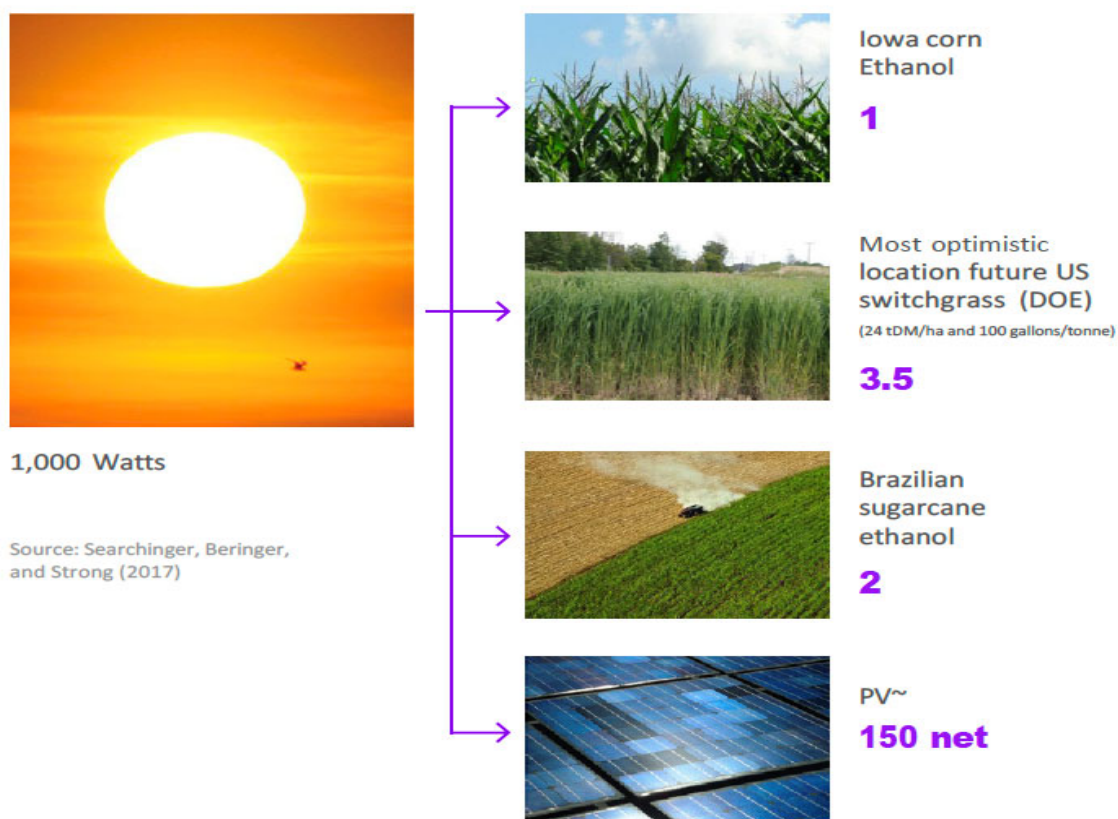 1,000 Watts
Source: Searchinger, Beringer,
and Strong (2017)
Iowa corn
Ethanol
1
Most optimistic
location future US
switchgrass (DOE)
(24 tDM/ha and 100 gallons/tonne)
3.5
Brazilian
sugarcane
ethanol
2
PV~
150 net